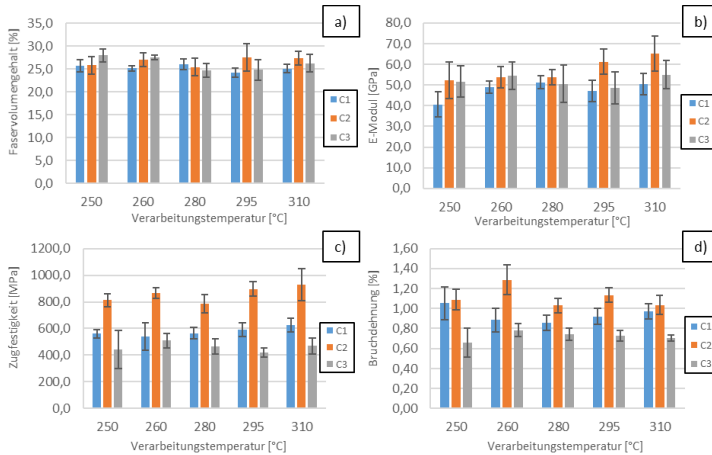 a)
Faservolumengehalt [%]
35,0
30,0
25,0
20,0
15,0
10,0
5,0
0,0
250 260 280 295 310
Verarbeitungstemperatur [°C]
C1
C2
C3
b)
E-Modul [GPa]
80,0
70,0
60,0
50,0
40,0
30,0
20,0
10,0
0,0
250 260 280 295 310
Verarbeitungstemperatur [°C]
C1
C2
C3
c)
Zugfestigkeit [MPa]
1200,0
1000,0
800,0
600,0
400,0
200,0
0,0
250 260 280 295 310
Verarbeitungstemperatur [°C]
C1
C2
C3
d)
Bruchdehnung [%]
1,60
1,40
1,20
1,00
0,80
0,60
0,40
0,20
0,00
250 260 280 295 310
Verarbeitungstemperatur [°C]
C1
C2
C3